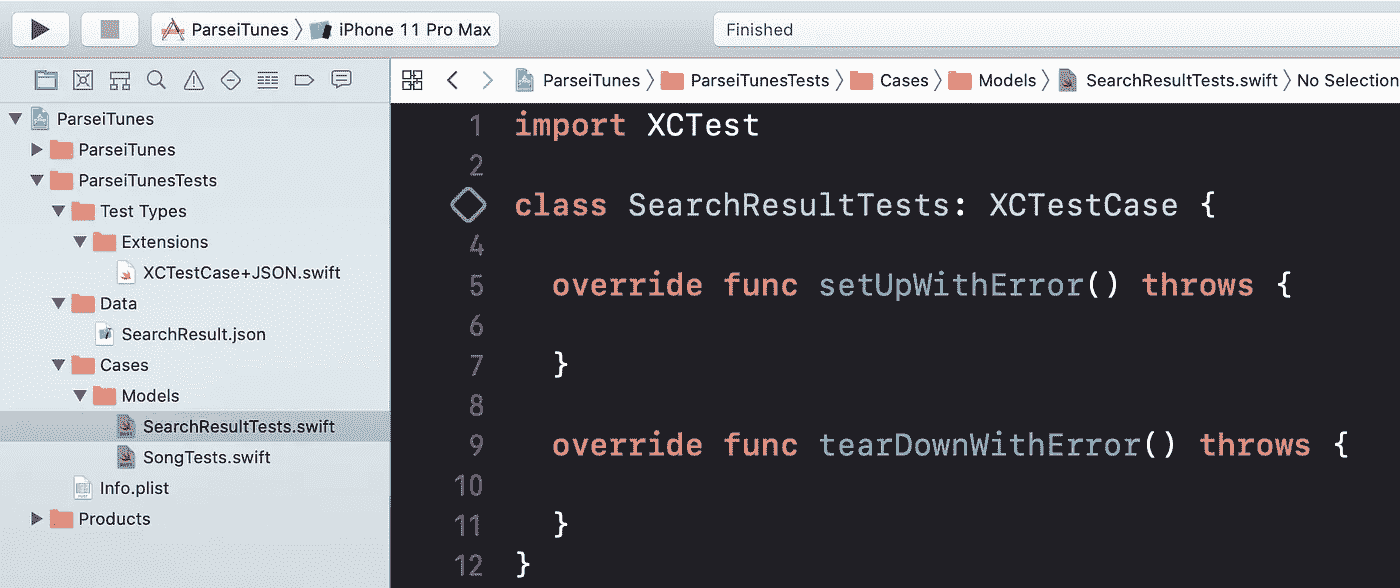 ParseiTunes 〉 iPhone 11 Pro Max
Finished
ParseiTunes 〉 ParseiTunesTests 〉 Cases 〉 Models 〉 SearchResultTests.swift 〉 No Selection
ParseiTunes
ParseiTunes
ParseiTunesTests
Test Types
Extensions
XCTestCase+JSON.swift
Data
SearchResult.json
Cases
Models
SearchResultTests.swift
SongTests.swift
Info.plist
Products
1 import XCTest
2
class SearchResultTests: XCTestCase {
4
5 override func setUpWithError() throws {
6
7 }
8
9 override func tearDownWithError() throws {
10
11 }
12 }